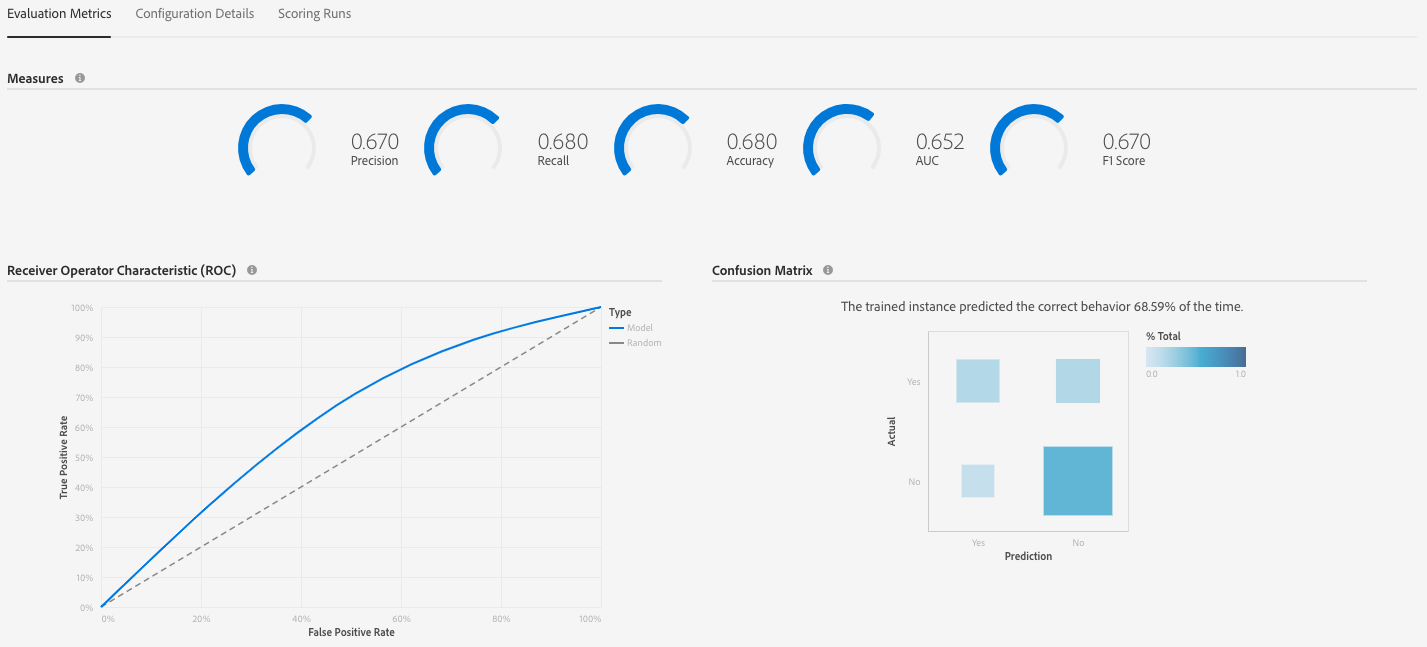 Evaluation Metrics Configuration Details Scoring Runs
Measures
0.670 0.680 0.680 0.652 0.670
Precision Recall Accuracy AUC F1 Score
Receiver Operator Characteristic (ROC) Confusion Matrix
The trained instance predicted the correct behavior 68.59% of the time.
100%
90%
80%
70%
60%
50%
40%
30%
20%
10%
0%
True Positive Rate
0% 20% 40% 60% 80% 100%
False Positive Rate
Type
Model
Random
Yes
No
Actual
Yes No
Prediction
% Total
0.0 1.0